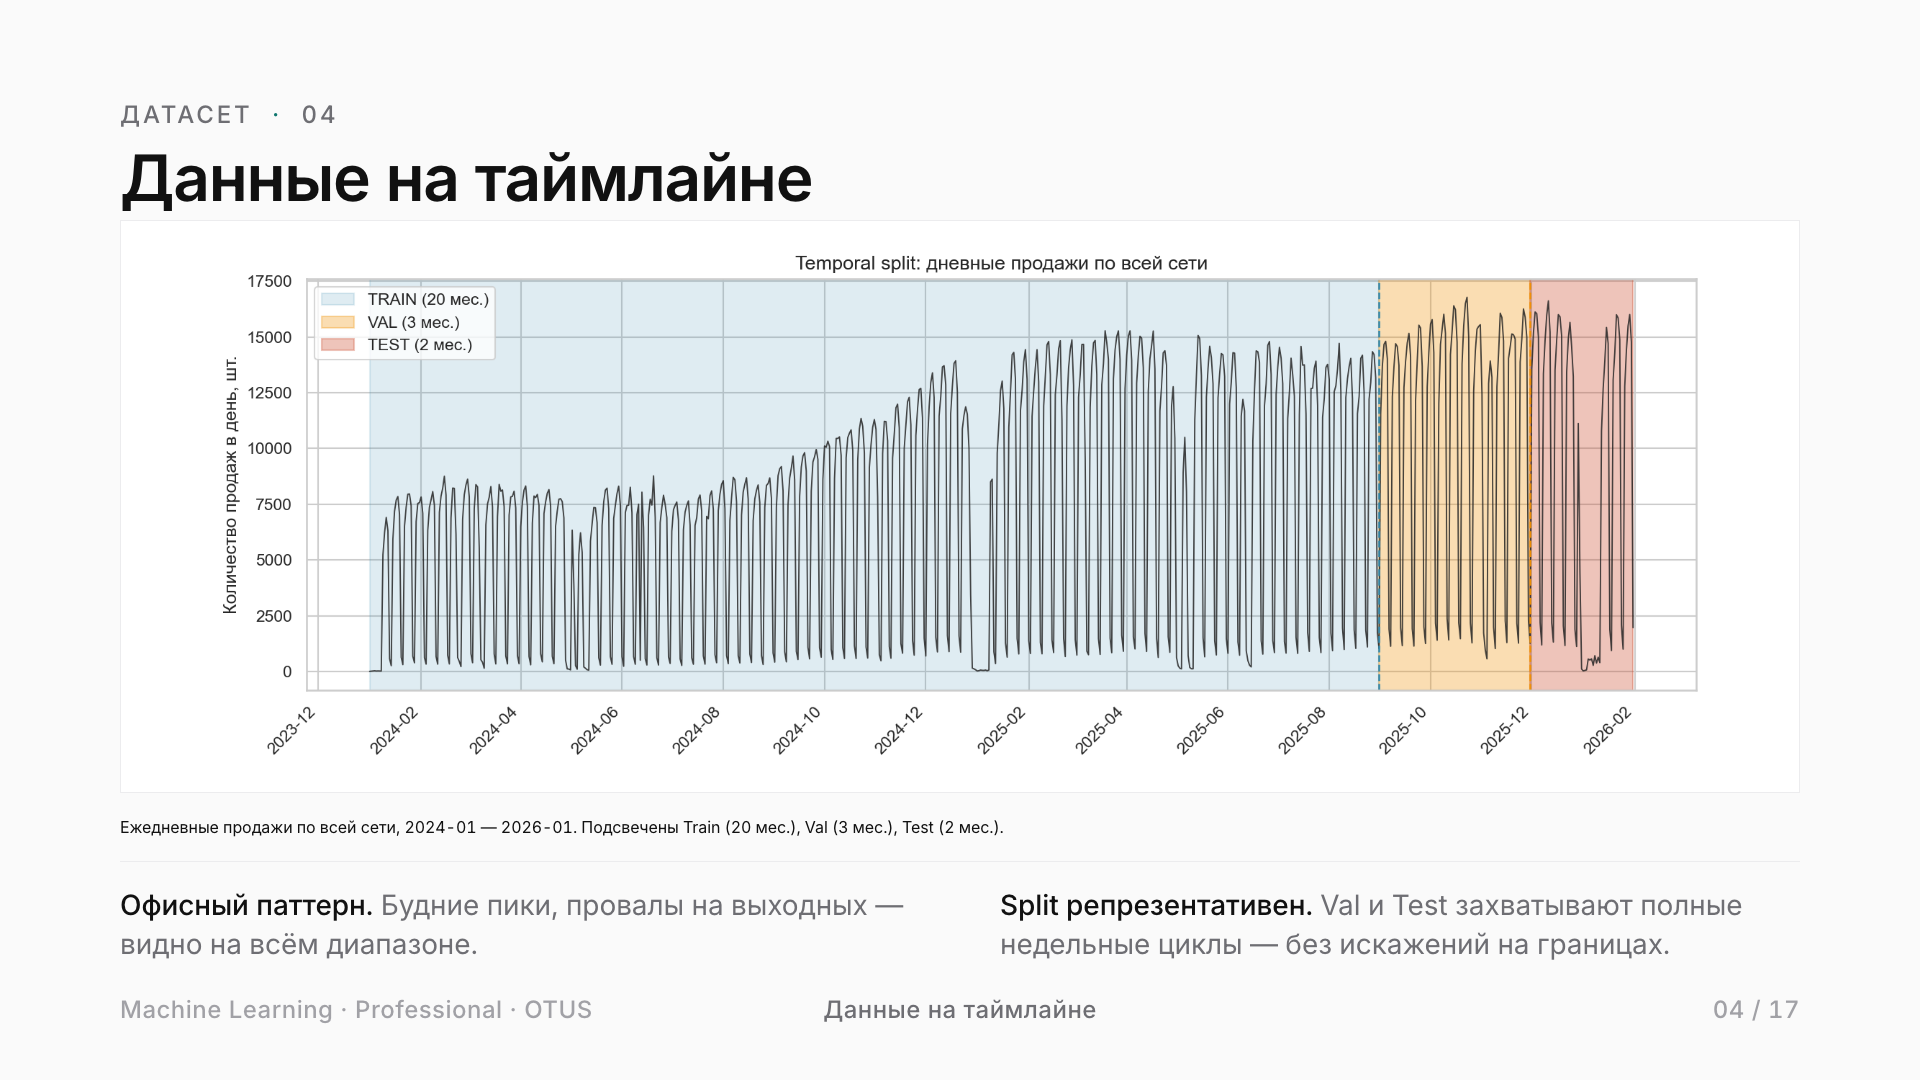 ДАТАСЕТ · 04
Данные на таймлайне
Temporal split: дневные продажи по всей сети
TRAIN (20 мес.)
VAL (3 мес.)
TEST (2 мес.)
Количество продаж в день, шт.
17500
15000
12500
10000
7500
5000
2500
0
2023-12
2024-02
2024-04
2024-06
2024-08
2024-10
2024-12
2025-02
2025-04
2025-06
2025-08
2025-10
2025-12
2026-02
Ежедневные продажи по всей сети, 2024-01 — 2026-01. Подсвечены Train (20 мес.), Val (3 мес.), Test (2 мес.).
Офисный паттерн. Будние пики, провалы на выходных —
видно на всём диапазоне.
Split репрезентативен. Val и Test захватывают полные
недельные циклы — без искажений на границах.
Machine Learning · Professional · OTUS
Данные на таймлайне
04 / 17